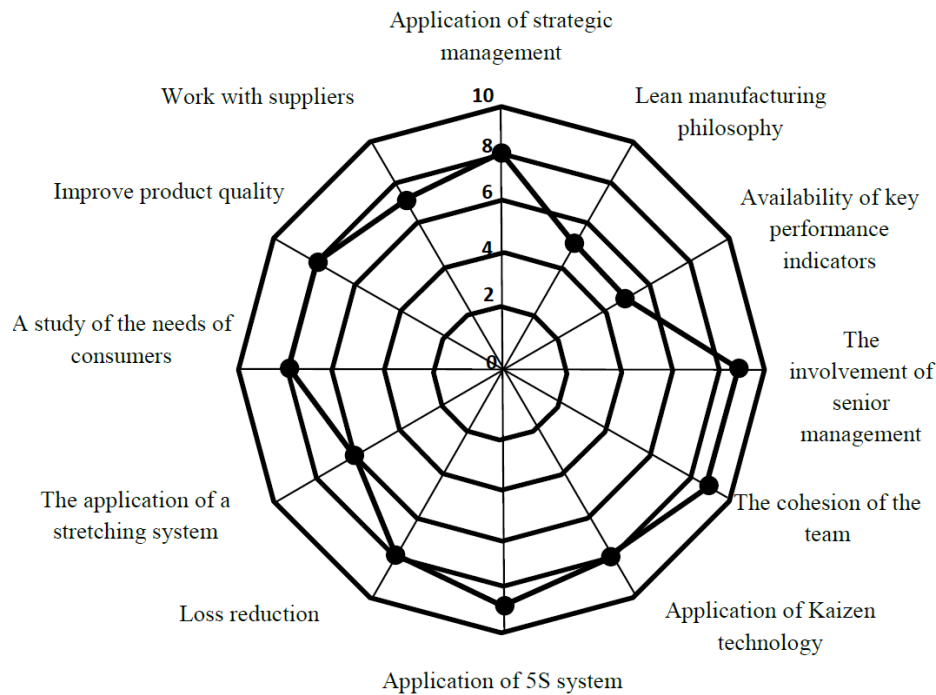 Application of strategic
management
Lean manufacturing
philosophy
Availability of key
performance
indicators
The
involvement of
senior
management
The cohesion of the
team
Application of Kaizen
technology
Application of 5S system
Loss reduction
The application of a
stretching system
A study of the needs of
consumers
Improve product quality
Work with suppliers
10
8
6
4
2
0